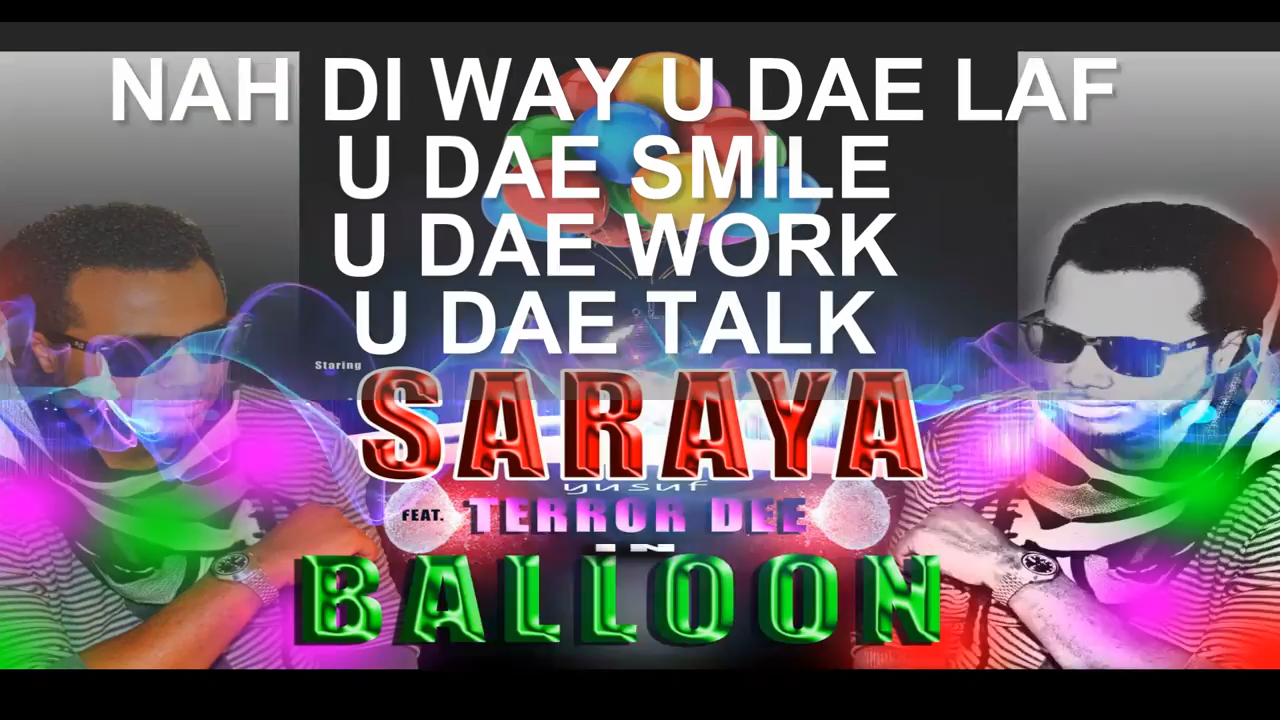 NAH DI WAY U DAE LAF
U DAE SMILE
U DAE WORK
U DAE TALK
Staring
SARAYA
yusuf
FEAT. TERROR DEE
IN
BALLOON